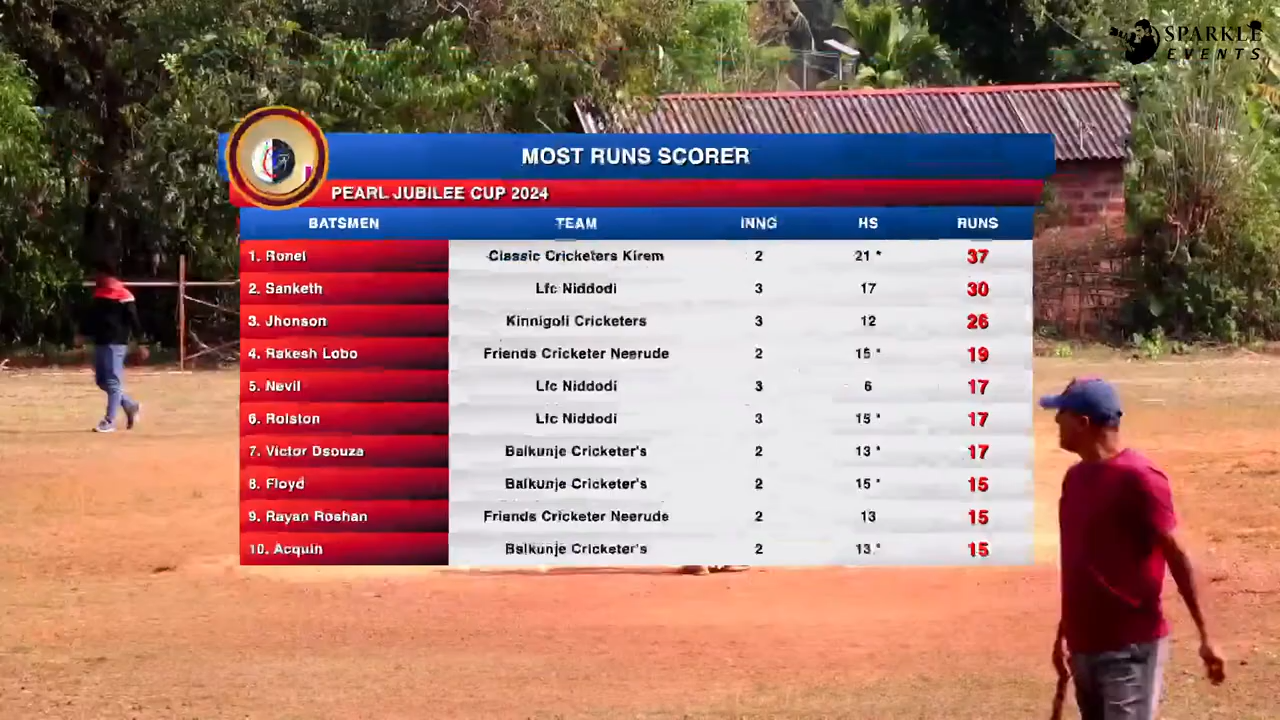 SPARKLE
EVENTS
MOST RUNS SCORER
PEARL JUBILEE CUP 2024
BATSMEN TEAM INNG HS RUNS
1. Ronel Classic Cricketers Kirem 2 21 * 37
2. Sanketh Lfc Niddodi 3 17 30
3. Jhonson Kinnigoli Cricketers 3 12 26
4. Rakesh Lobo Friends Cricketer Neerude 2 15 * 19
5. Nevil Lfc Niddodi 3 6 17
6. Rolston Lfc Niddodi 3 15 * 17
7. Victor Dsouza Balkunje Cricketer's 2 13 * 17
8. Floyd Balkunje Cricketer's 2 15 * 15
9. Rayan Roshan Friends Cricketer Neerude 2 13 15
10. Acquin Balkunje Cricketer's 2 13 * 15